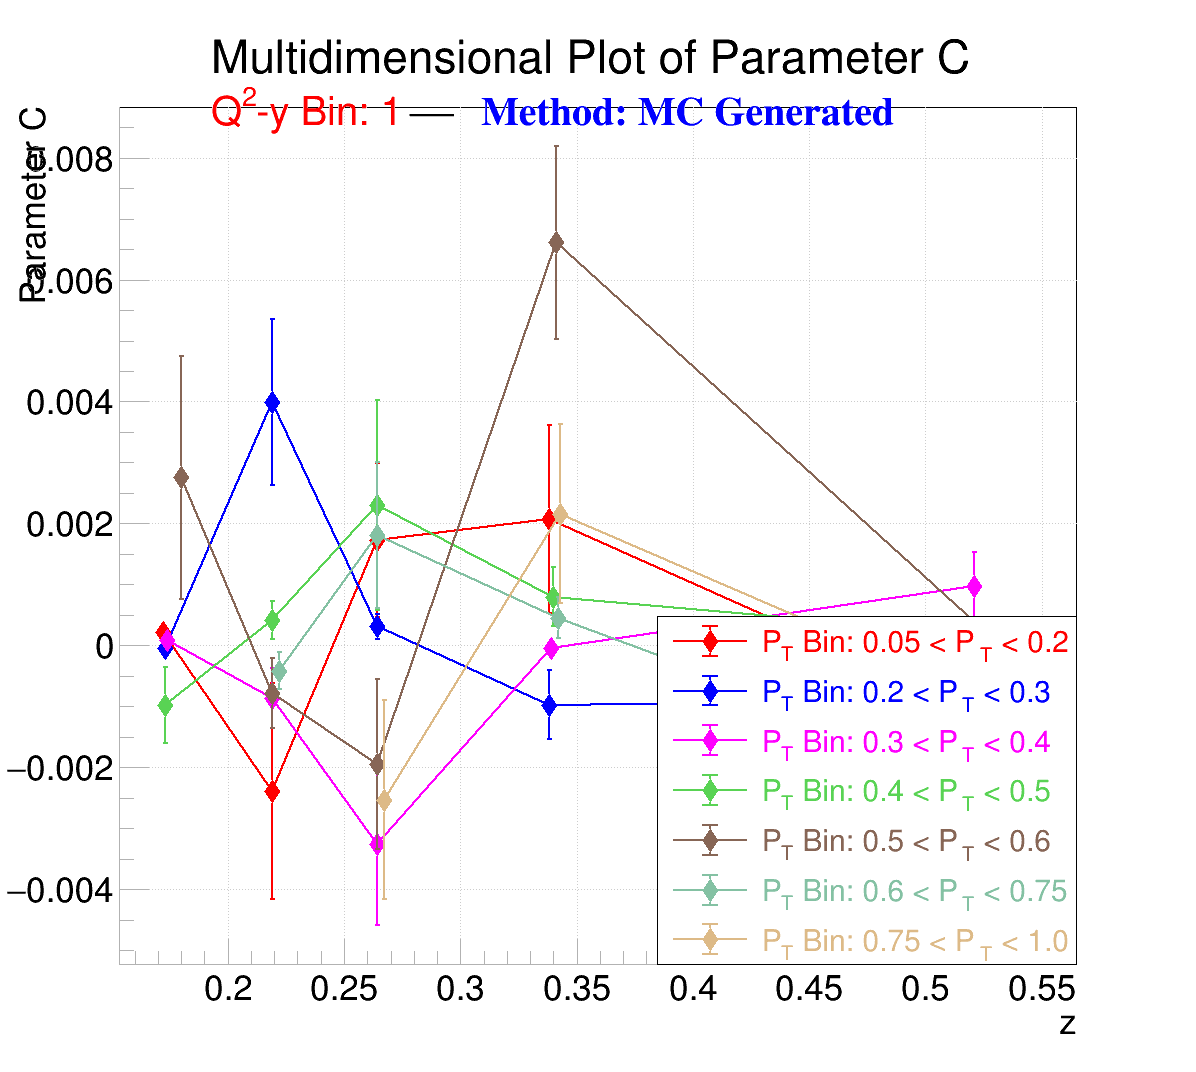 Multidimensional Plot of Parameter C
Q2-y Bin: 1 — Method: MC Generated
Parameter C
0.008
0.006
0.004
0.002
0
−0.002
−0.004
0.2 0.25 0.3 0.35 0.4 0.45 0.5 0.55
z
PT Bin: 0.05 < PT < 0.2
PT Bin: 0.2 < PT < 0.3
PT Bin: 0.3 < PT < 0.4
PT Bin: 0.4 < PT < 0.5
PT Bin: 0.5 < PT < 0.6
PT Bin: 0.6 < PT < 0.75
PT Bin: 0.75 < PT < 1.0